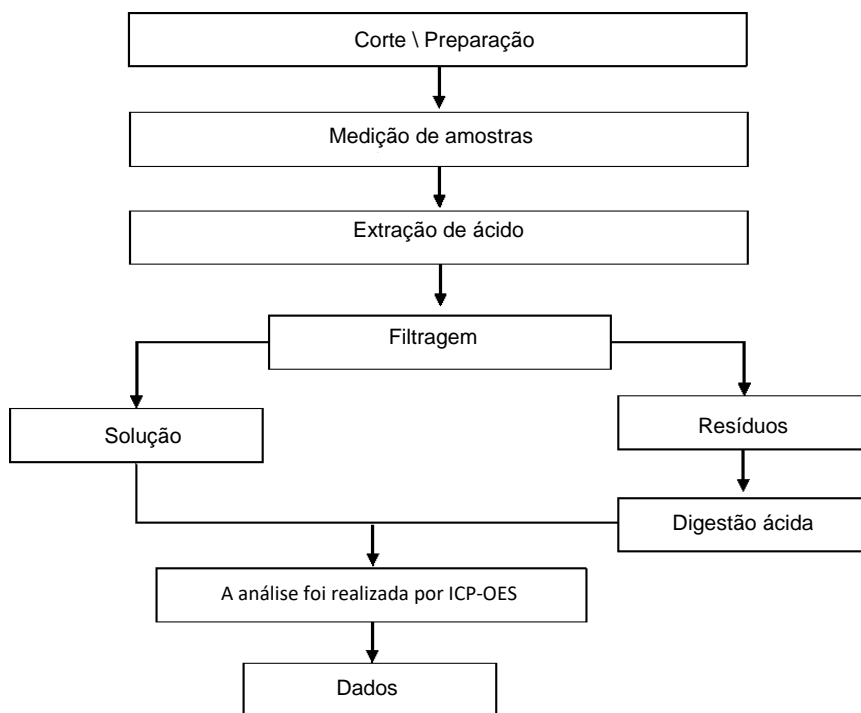 Corte \ Preparação
Medição de amostras
Extração de ácido
Filtragem
Solução
Resíduos
Digestão ácida
A análise foi realizada por ICP-OES
Dados